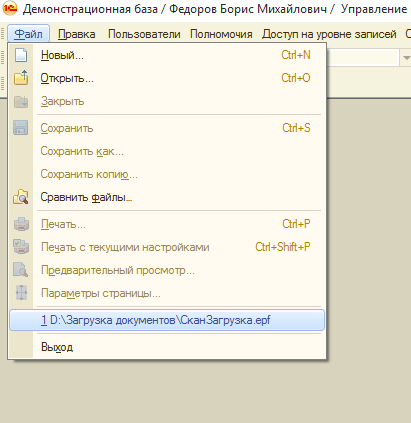 Демонстрационная база / Федоров Борис Михайлович / Управление
Файл Правка Пользователи Полномочия Доступ на уровне записей
Новый... Ctrl+N
Открыть... Ctrl+O
Закрыть
Сохранить Ctrl+S
Сохранить как...
Сохранить копию...
Сравнить файлы...
Печать... Ctrl+P
Печать с текущими настройками Ctrl+Shift+P
Предварительный просмотр...
Параметры страницы...
1 D:\Загрузка документов\СканЗагрузка.epf
Выход